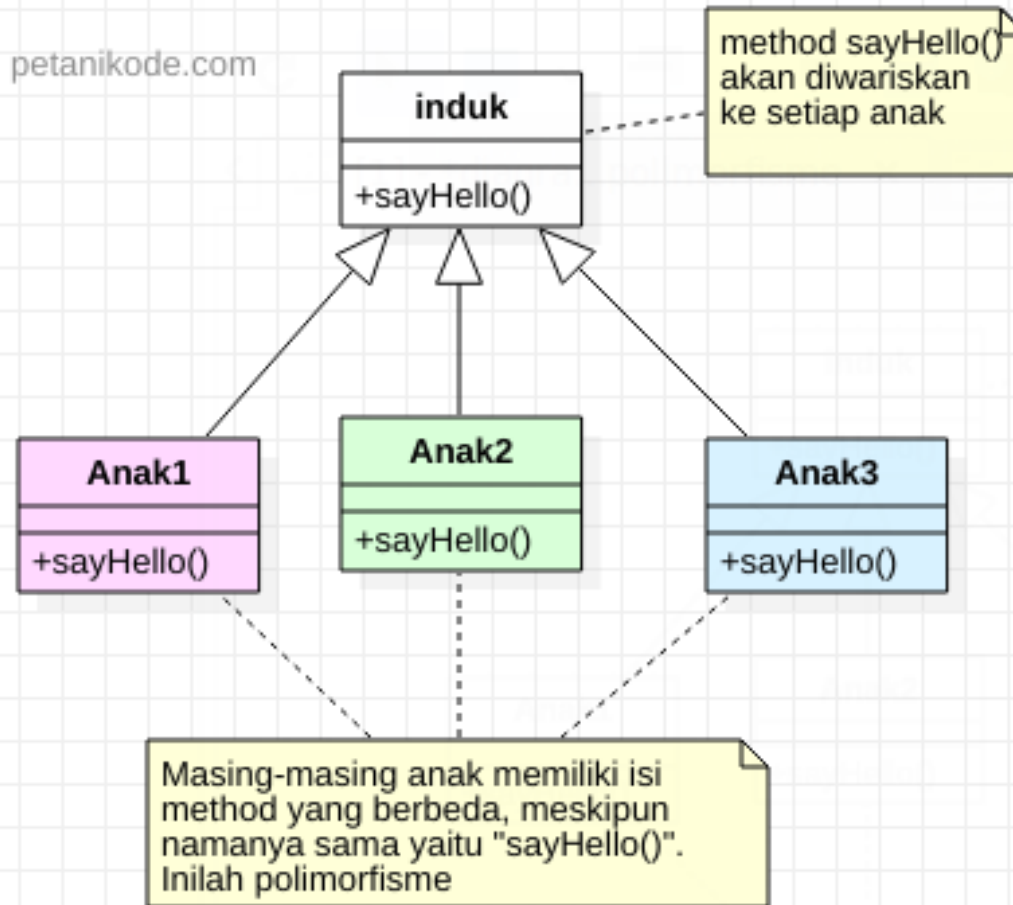 petanikode.com
method sayHello()
akan diwariskan
ke setiap anak
induk
+sayHello()
Anak1
+sayHello()
Anak2
+sayHello()
Anak3
+sayHello()
Masing-masing anak memiliki isi
method yang berbeda, meskipun
namanya sama yaitu "sayHello()".
Inilah polimorfisme